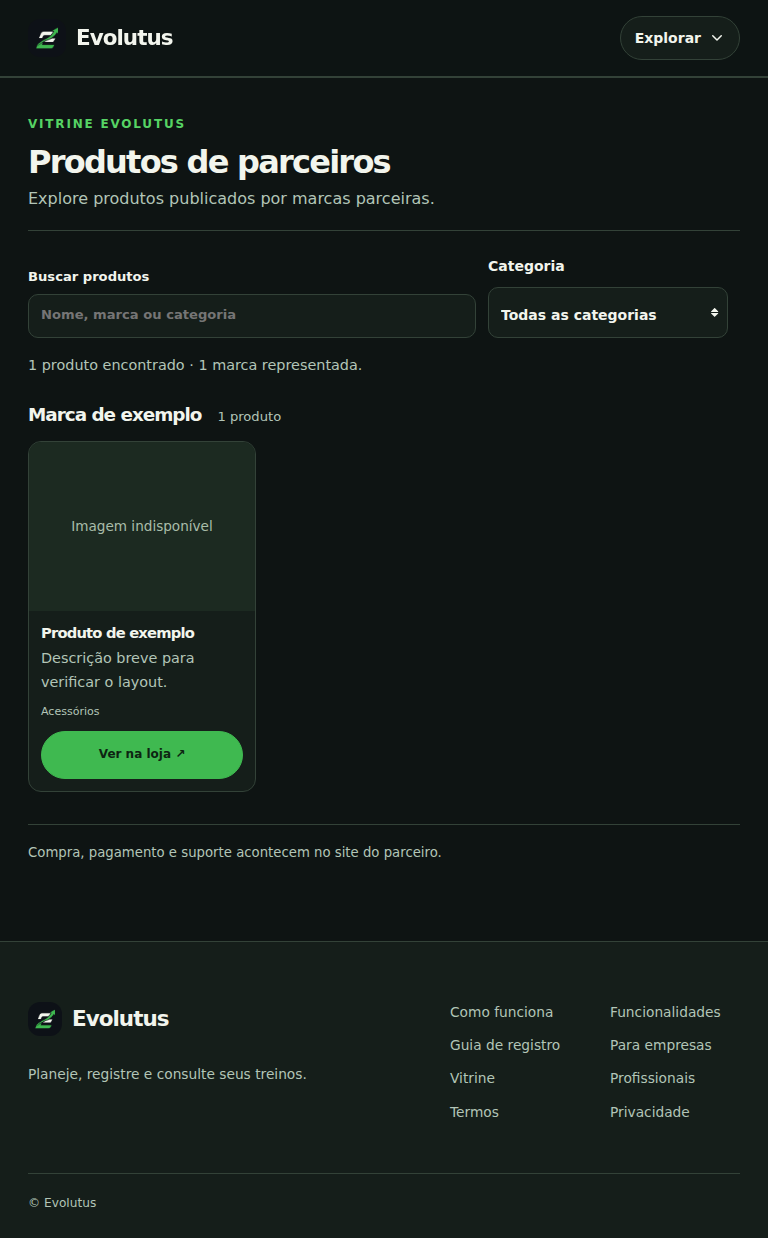 Evolutus
Explorar
VITRINE EVOLUTUS
Produtos de parceiros
Explore produtos publicados por marcas parceiras.
Buscar produtos
Categoria
Nome, marca ou categoria
Todas as categorias
1 produto encontrado · 1 marca representada.
Marca de exemplo 1 produto
Imagem indisponível
Produto de exemplo
Descrição breve para
verificar o layout.
Acessórios
Ver na loja ↗
Compra, pagamento e suporte acontecem no site do parceiro.
Evolutus
Planeje, registre e consulte seus treinos.
Como funciona
Funcionalidades
Guia de registro
Para empresas
Vitrine
Profissionais
Termos
Privacidade
© Evolutus